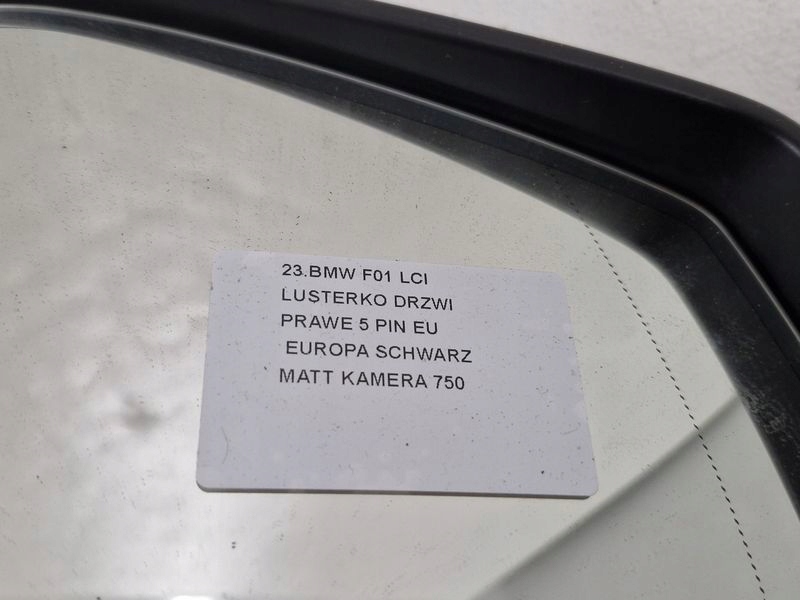 23.BMW F01 LCI
LUSTERKO DRZWI
PRAWE 5 PIN EU
EUROPA SCHWARZ
MATT KAMERA 750